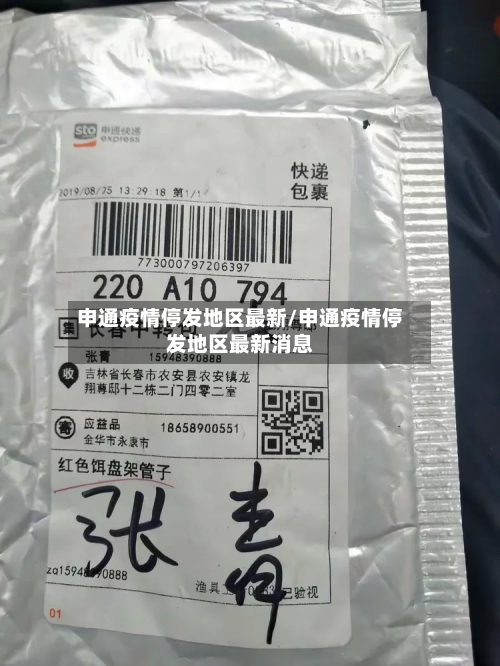 sto 申通快递
express
快递
包裹
2019/08/25 13 29:18 第1/1
773000797206397
220 A10 794
申通疫情停发地区最新/申通疫情停
发地区最新消息
集
张青 15948390888
收
吉林省长春市农安县农安镇龙
翔尊邸十二栋二门四零二室
寄
应益品 18658900551
金华市永康市
红色饵盘架管子
张青
za15948390888
渔具
已验视
01